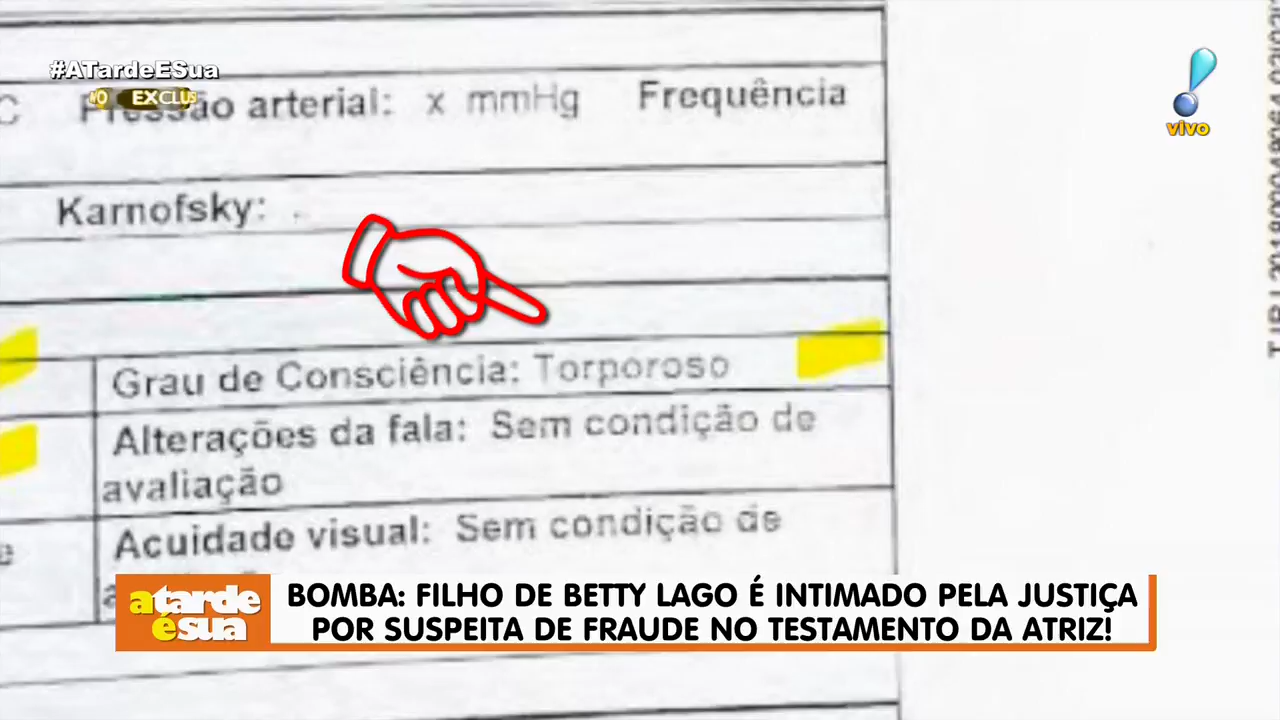 #ATardeESua
EXCLUS
Pressão arterial: x mmHg Frequência
Karnofsky: .
Grau de Consciência: Torporoso
Alterações da fala: Sem condição de
avaliação
Acuidade visual: Sem condição de
vivo
a tarde
é sua
BOMBA: FILHO DE BETTY LAGO É INTIMADO PELA JUSTIÇA
POR SUSPEITA DE FRAUDE NO TESTAMENTO DA ATRIZ!